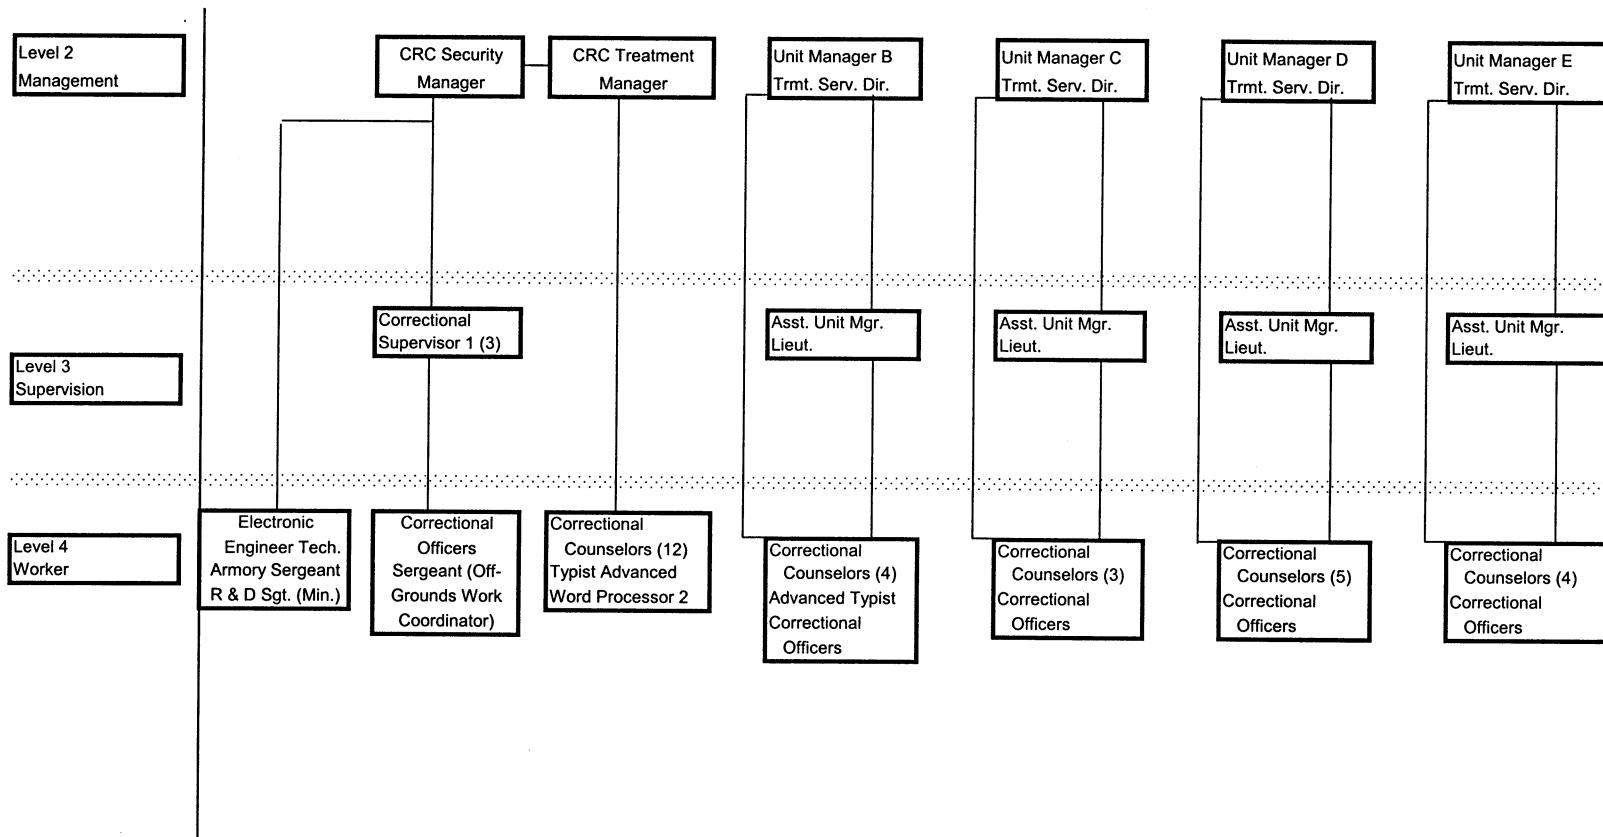 Level 2
Management
CRC Security
Manager
CRC Treatment
Manager
Unit Manager B
Trmt. Serv. Dir.
Unit Manager C
Trmt. Serv. Dir.
Unit Manager D
Trmt. Serv. Dir.
Unit Manager E
Trmt. Serv. Dir.
Level 3
Supervision
Correctional
Supervisor 1 (3)
Asst. Unit Mgr.
Lieut.
Asst. Unit Mgr.
Lieut.
Asst. Unit Mgr.
Lieut.
Asst. Unit Mgr.
Lieut.
Level 4
Worker
Electronic
Engineer Tech.
Armory Sergeant
R & D Sgt. (Min.)
Correctional
Officers
Sergeant (Off-
Grounds Work
Coordinator)
Correctional
Counselors (12)
Typist Advanced
Word Processor 2
Correctional
Counselors (4)
Advanced Typist
Correctional
Officers
Correctional
Counselors (3)
Correctional
Officers
Correctional
Counselors (5)
Correctional
Officers
Correctional
Counselors (4)
Correctional
Officers